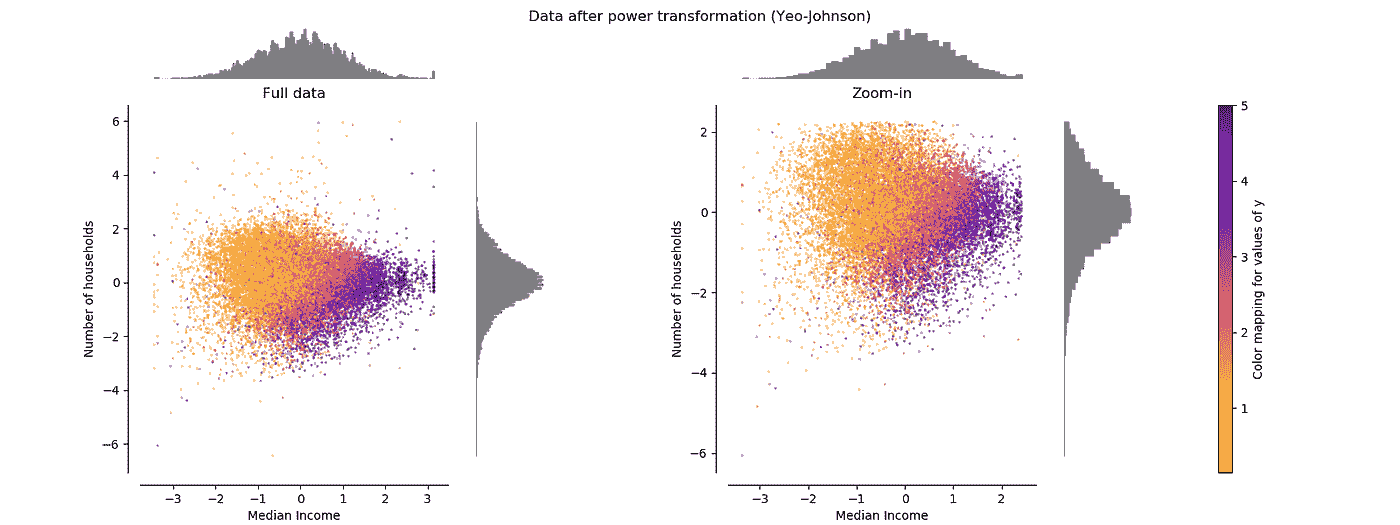 Data after power transformation (Yeo-Johnson)
Full data
6
4
2
0
−2
−4
−6
Number of households
−3 −2 −1 0 1 2 3
Median Income
Zoom-in
2
0
−2
−4
−6
Number of households
−3 −2 −1 0 1 2
Median Income
5
4
3
2
1
Color mapping for values of y